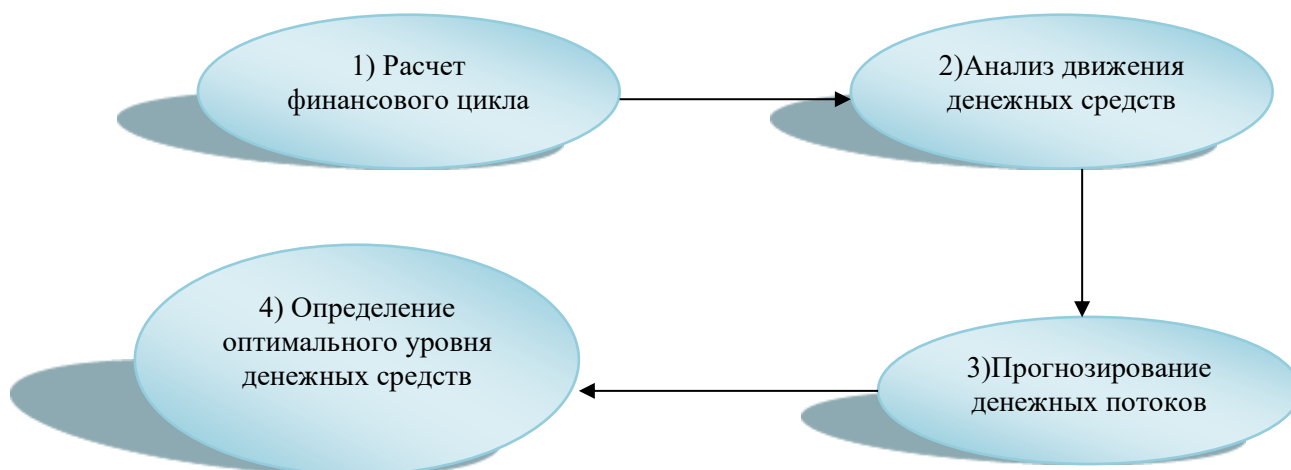 1) Расчет
финансового цикла
2)Анализ движения
денежных средств
3)Прогнозирование
денежных потоков
4) Определение
оптимального уровня
денежных средств